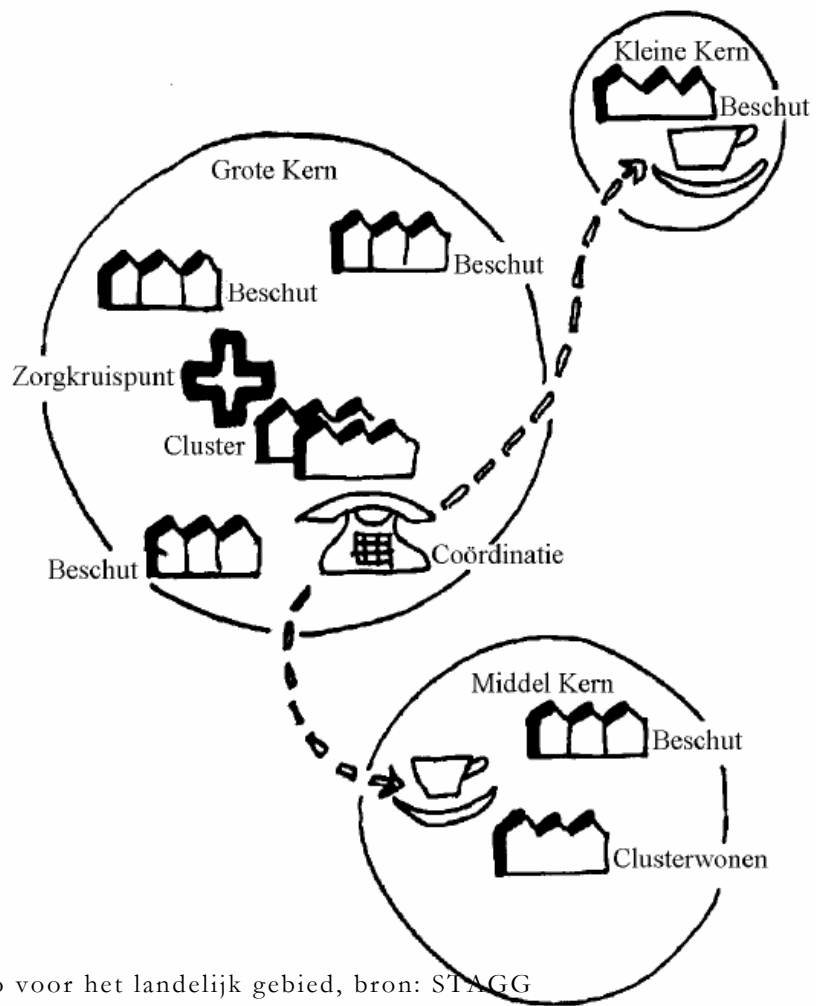 Kleine Kern
Beschut
Grote Kern
Beschut
Beschut
Zorgkruispunt
Cluster
Coördinatie
Beschut
Middel Kern
Beschut
Clusterwonen
voor het landelijk gebied, bron: STAGG